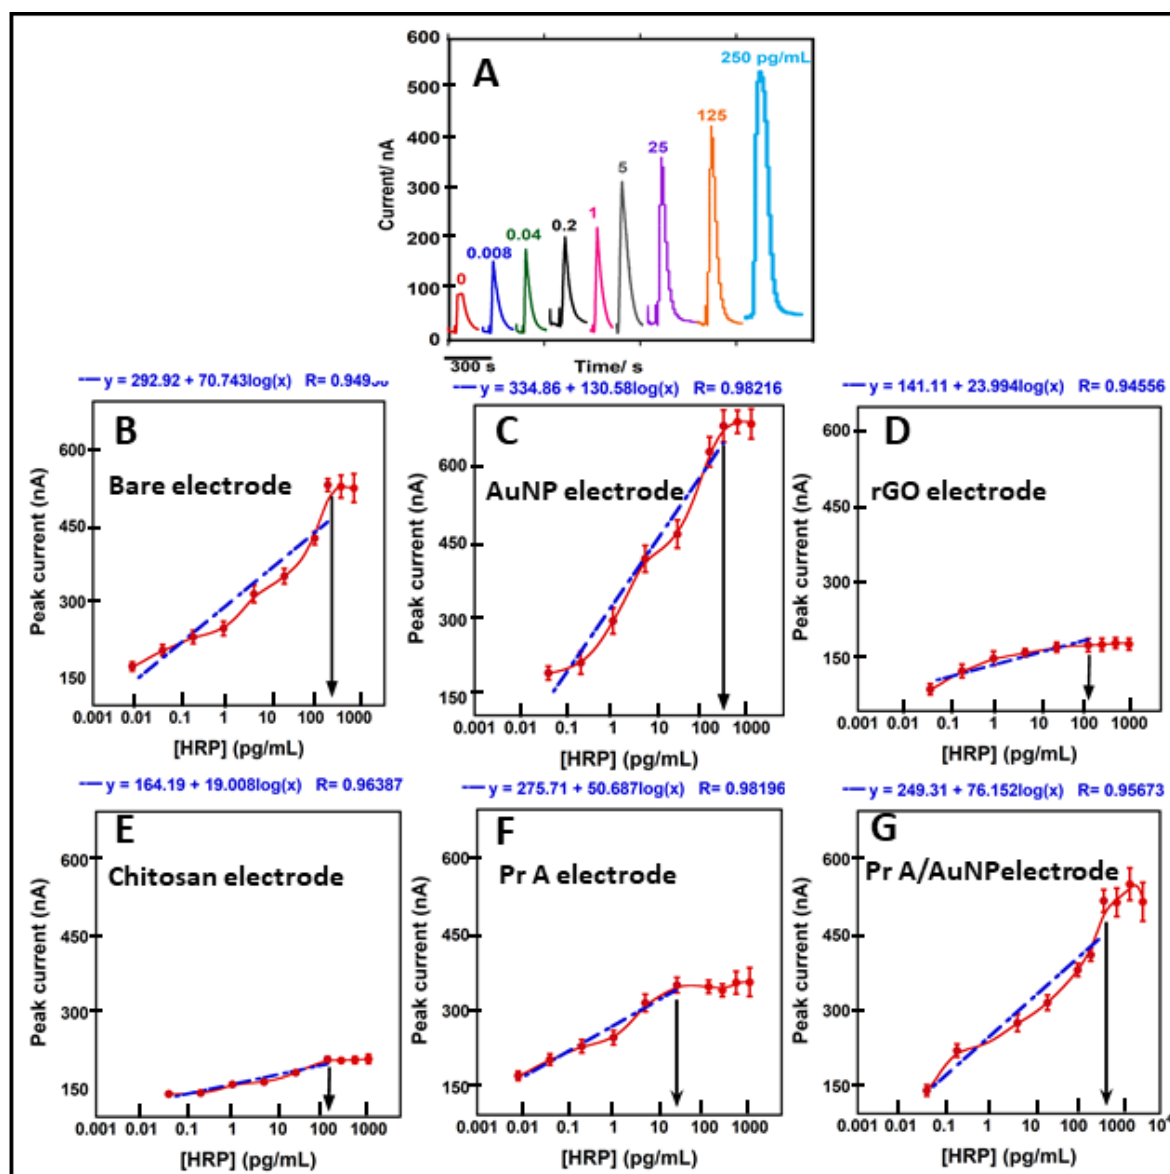 A
600
500
400
300
200
100
0
Current/ nA
0
0.008
0.04
0.2
1
5
25
125
250 pg/mL
300 s
Time/ s
y = 292.92 + 70.743log(x) R=
B
Bare electrode
Peak current (nA)
600
450
300
150
0.001 0.01 0.1 1 10 100 1000
[HRP] (pg/mL)
y = 334.86 + 130.58log(x) R= 0.98216
C
AuNP electrode
Peak current (nA)
600
450
300
150
0.001 0.01 0.1 1 10 100 1000
[HRP] (pg/mL)
y = 141.11 + 23.994log(x) R= 0.94556
D
rGO electrode
Peak current (nA)
600
450
300
150
0.001 0.01 0.1 1 10 100 1000
[HRP] (pg/mL)
y = 164.19 + 19.008log(x) R= 0.96387
E
Chitosan electrode
Peak current (nA)
600
450
300
150
0.001 0.01 0.1 1 10 100 1000
[HRP] (pg/mL)
y = 275.71 + 50.687log(x) R= 0.98196
F
Pr A electrode
Peak current (nA)
600
450
300
150
0.001 0.01 0.1 1 10 100 1000
[HRP] (pg/mL)
y = 249.31 + 76.152log(x) R= 0.95673
G
Pr A/AuNPelectrode
Peak current (nA)
600
450
300
150
0.001 0.01 0.1 1 10 100 1000 10⁴
[HRP] (pg/mL)